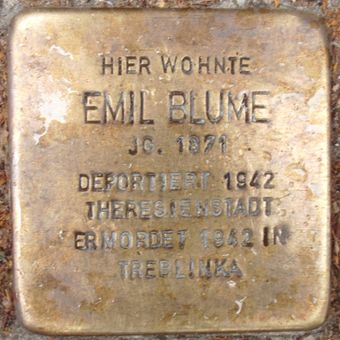 HIER WOHNTE
EMIL BLUME
JG. 1871
DEPORTIERT 1942
THERESIENSTADT
ERMORDET 1942 IN
TREBLINKA